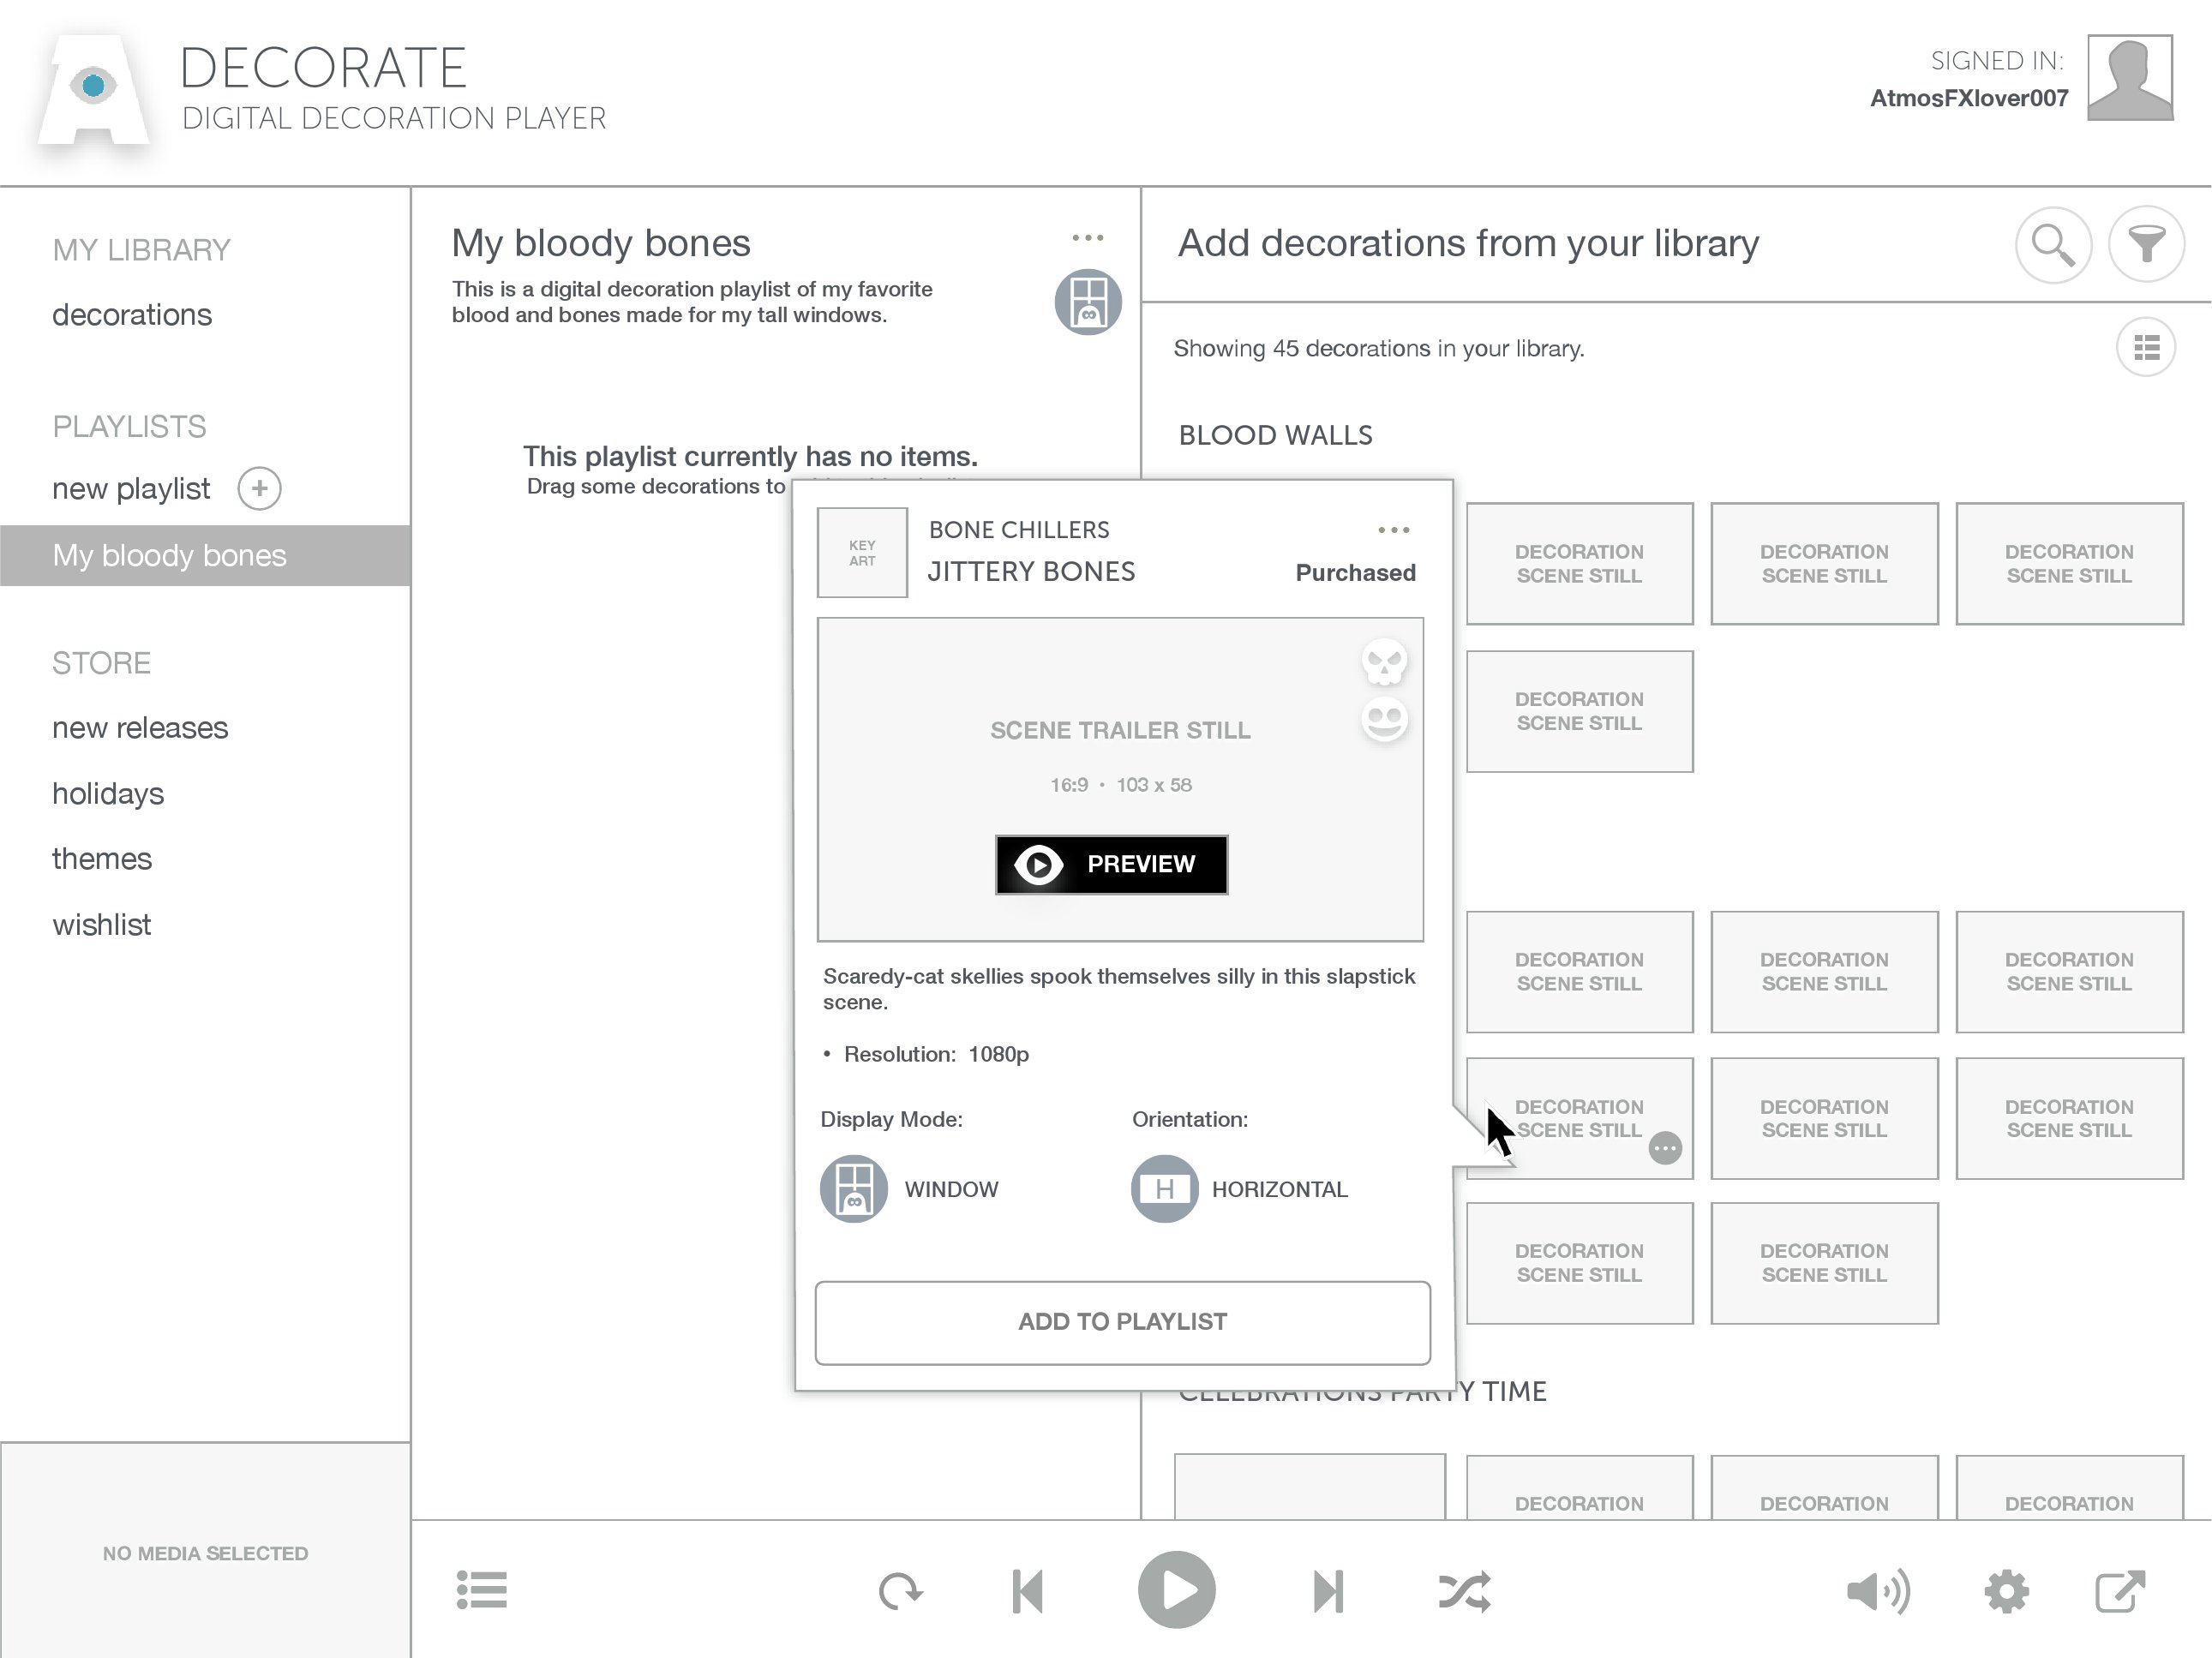 DECORATE
DIGITAL DECORATION PLAYER
SIGNED IN:
AtmosFXlover007
MY LIBRARY
decorations
PLAYLISTS
new playlist
My bloody bones
STORE
new releases
holidays
themes
wishlist
NO MEDIA SELECTED
My bloody bones
This is a digital decoration playlist of my favorite
blood and bones made for my tall windows.
This playlist currently has no items.
Drag some decorations to
BONE CHILLERS
JITTERY BONES
Purchased
KEY
ART
SCENE TRAILER STILL
16:9 • 103 x 58
PREVIEW
Scaredy-cat skellies spook themselves silly in this slapstick
scene.
• Resolution: 1080p
Display Mode:
WINDOW
Orientation:
H
HORIZONTAL
ADD TO PLAYLIST
Add decorations from your library
Showing 45 decorations in your library.
BLOOD WALLS
DECORATION
SCENE STILL
DECORATION
SCENE STILL
DECORATION
SCENE STILL
DECORATION
SCENE STILL
DECORATION
SCENE STILL
DECORATION
SCENE STILL
DECORATION
SCENE STILL
DECORATION
SCENE STILL
DECORATION
SCENE STILL
DECORATION
SCENE STILL
DECORATION
SCENE STILL
DECORATION
SCENE STILL
CELEBRATIONS PARTY TIME
DECORATION
DECORATION
DECORATION